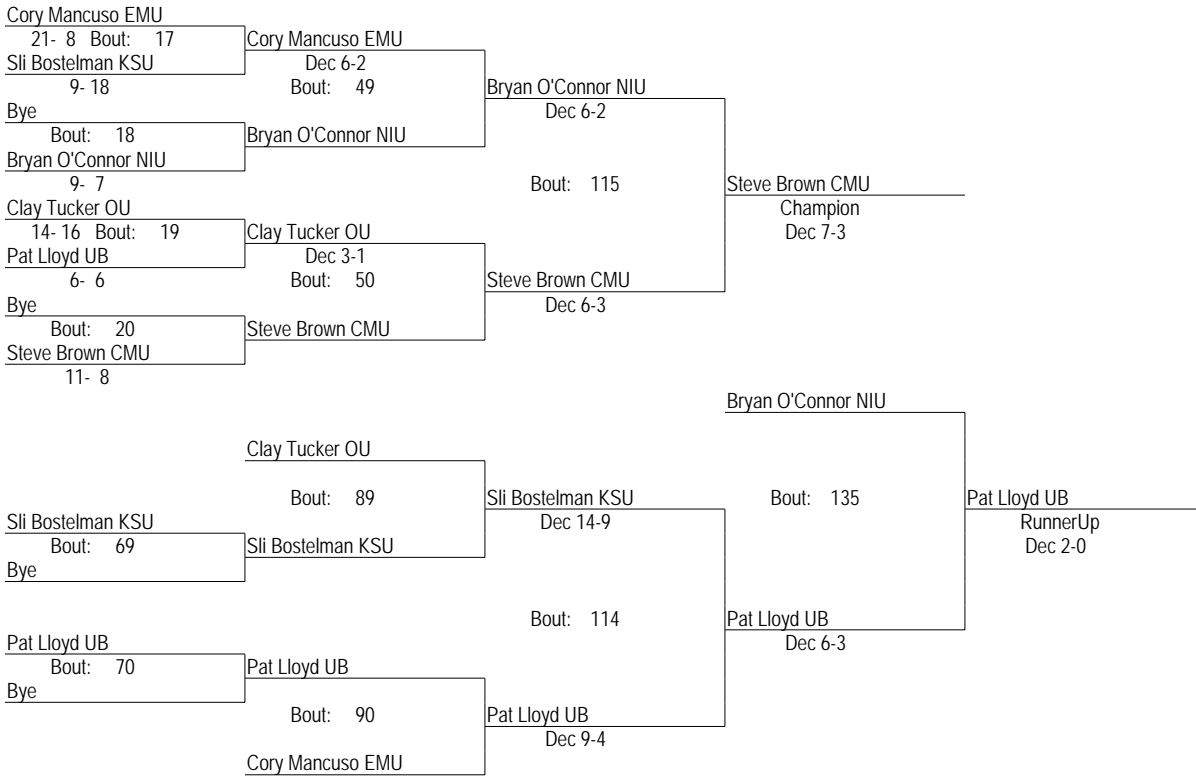 Cory Mancuso EMU
21- 8 Bout: 17
Cory Mancuso EMU
Sli Bostelman KSU
Dec 6-2
9- 18
Bout: 49
Bryan O'Connor NIU
Bye
Dec 6-2
Bout: 18
Bryan O'Connor NIU
Bryan O'Connor NIU
9- 7
Bout: 115
Steve Brown CMU
Clay Tucker OU
Champion
14- 16 Bout: 19
Clay Tucker OU
Dec 7-3
Pat Lloyd UB
Dec 3-1
6- 6
Bout: 50
Steve Brown CMU
Bye
Dec 6-3
Bout: 20
Steve Brown CMU
Steve Brown CMU
11- 8
Bryan O'Connor NIU
Clay Tucker OU
Bout: 89
Sli Bostelman KSU
Bout: 135
Pat Lloyd UB
Sli Bostelman KSU
Dec 14-9
RunnerUp
Bout: 69
Sli Bostelman KSU
Dec 2-0
Bye
Bout: 114
Pat Lloyd UB
Pat Lloyd UB
Dec 6-3
Bout: 70
Pat Lloyd UB
Bye
Bout: 90
Pat Lloyd UB
Dec 9-4
Cory Mancuso EMU